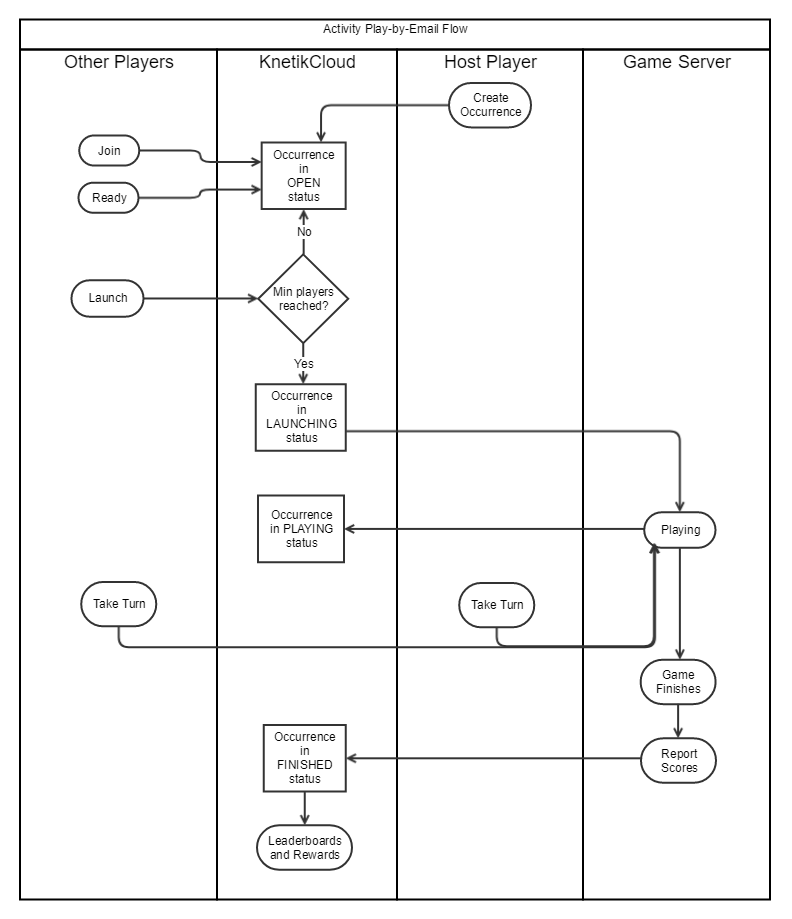 Activity Play-by-Email Flow
Other Players
KnetikCloud
Host Player
Game Server
Create
Occurrence
Join
Occurrence
in
OPEN
status
Ready
No
Launch
Min players
reached?
Yes
Occurrence
in
LAUNCHING
status
Occurrence
in PLAYING
status
Playing
Take Turn
Take Turn
Game
Finishes
Occurrence
in
FINISHED
status
Report
Scores
Leaderboards
and Rewards